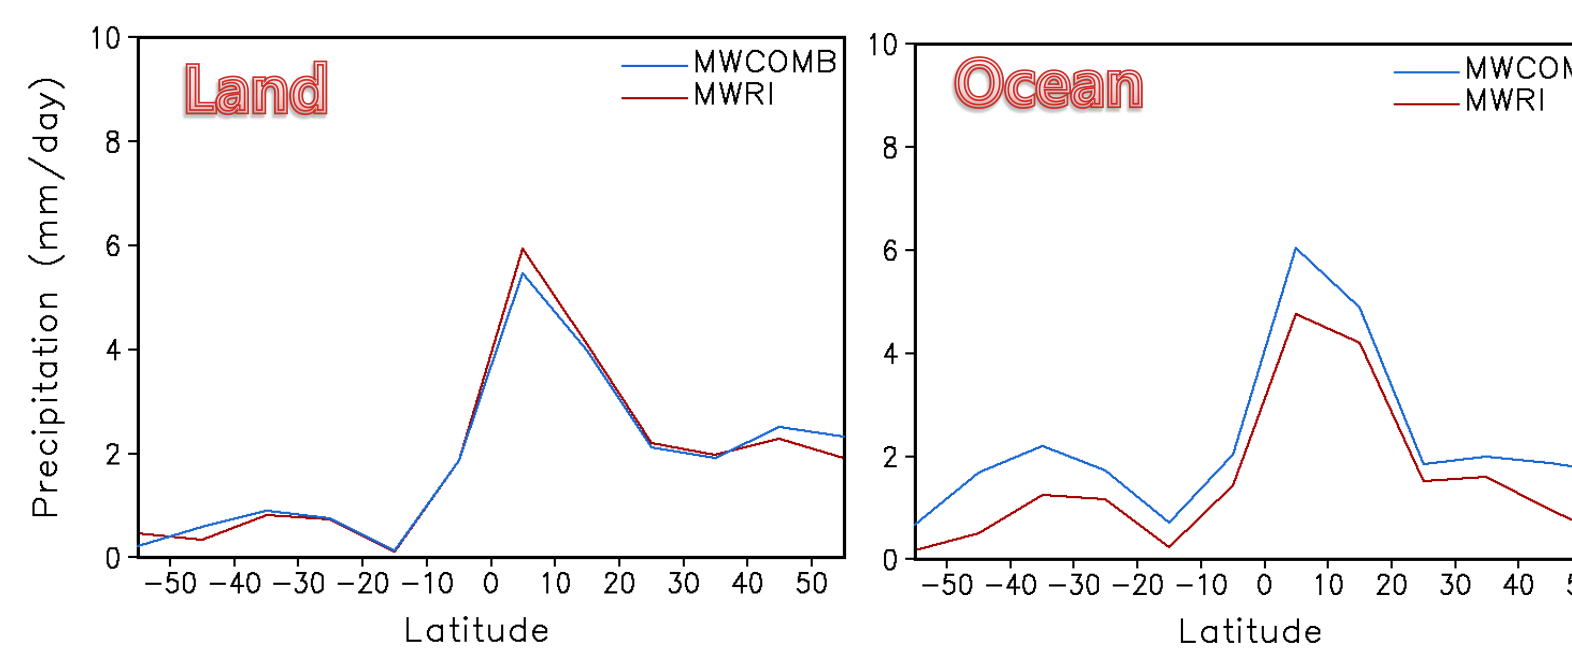 Land
MWCOMB
MWRI
Precipitation (mm/day)
10
8
6
4
2
0
−50 −40 −30 −20 −10 0 10 20 30 40 50
Latitude
Ocean
MWCOM
MWRI
10
8
6
4
2
0
−50 −40 −30 −20 −10 0 10 20 30 40 5
Latitude